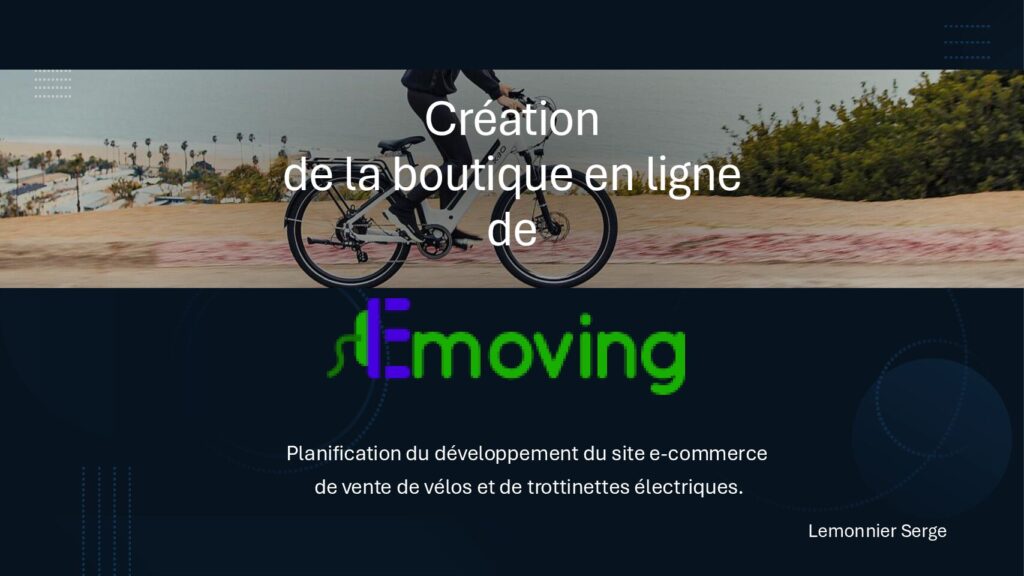 Création
de la boutique en ligne
de
Emoving
Planification du développement du site e-commerce
de vente de vélos et de trottinettes électriques.
Lemonnier Serge